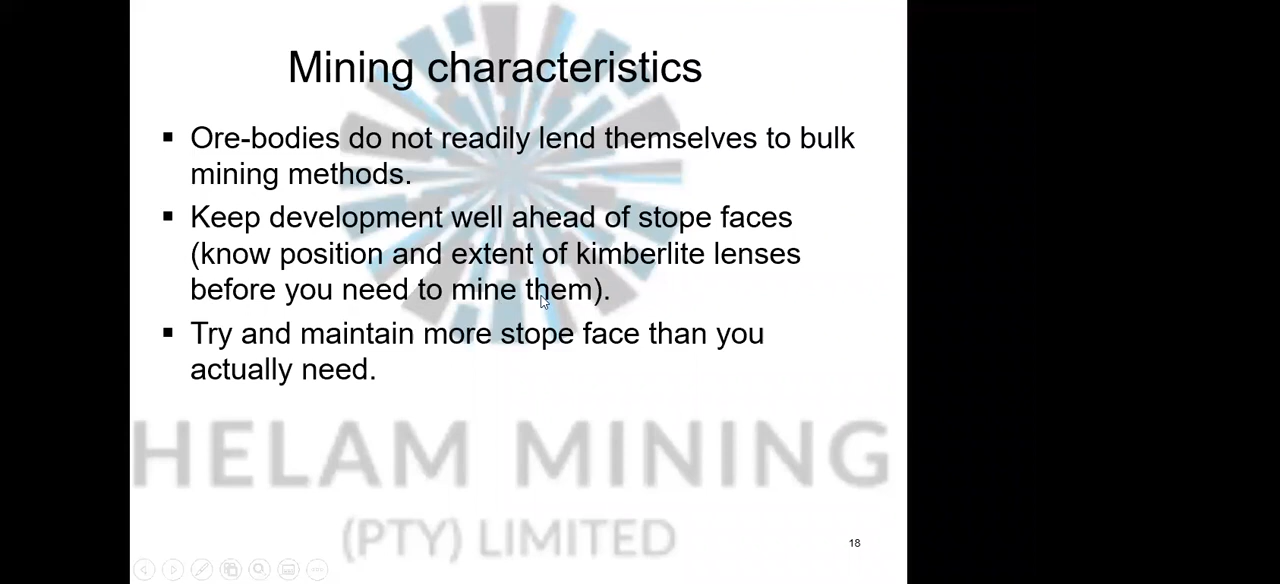 Mining characteristics
▪ Ore-bodies do not readily lend themselves to bulk
mining methods.
▪ Keep development well ahead of stope faces
(know position and extent of kimberlite lenses
before you need to mine them).
▪ Try and maintain more stope face than you
actually need.
HELAM MINING
(PTY) LIMITED
18